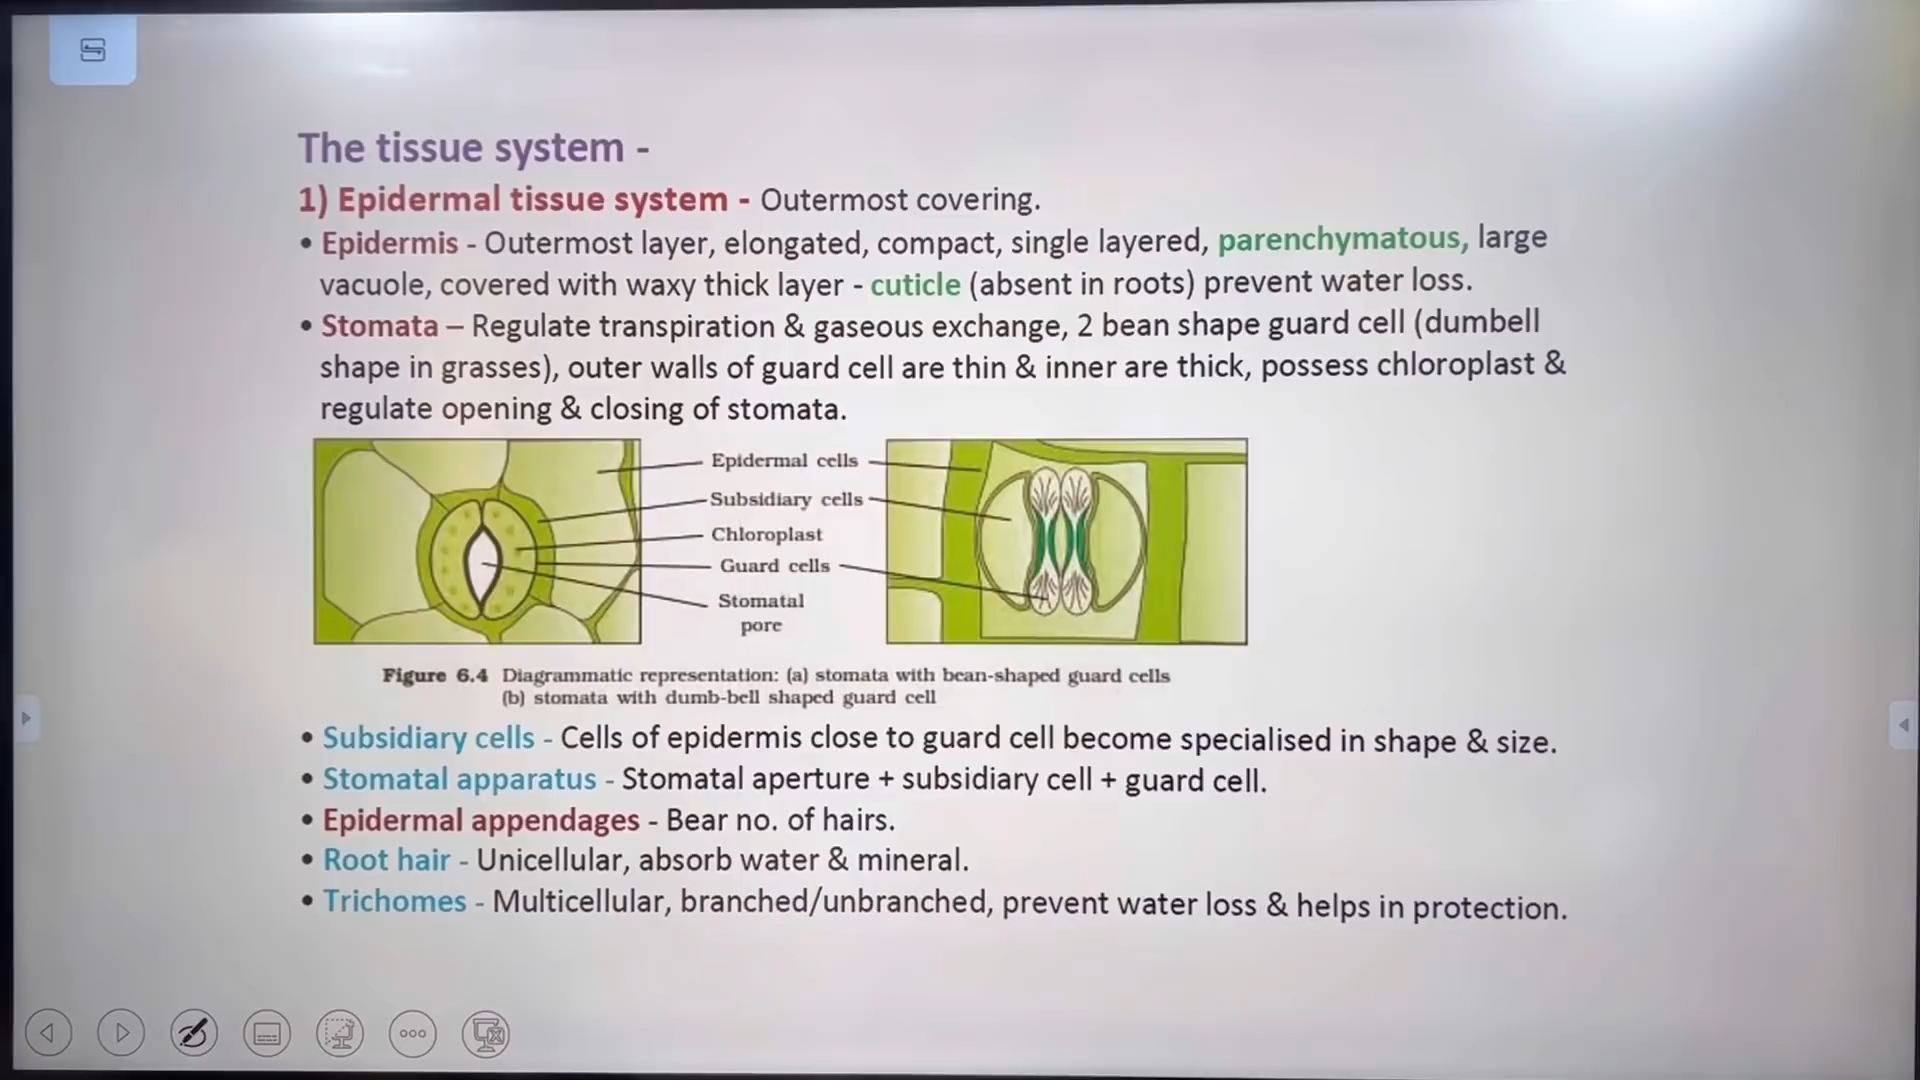 The tissue system -
1) Epidermal tissue system - Outermost covering.
• Epidermis - Outermost layer, elongated, compact, single layered, parenchymatous, large
vacuole, covered with waxy thick layer - cuticle (absent in roots) prevent water loss.
• Stomata – Regulate transpiration & gaseous exchange, 2 bean shape guard cell (dumbell
shape in grasses), outer walls of guard cell are thin & inner are thick, possess chloroplast &
regulate opening & closing of stomata.
Epidermal cells
Subsidiary cells
Chloroplast
Guard cells
Stomatal
pore
Figure 6.4 Diagrammatic representation: (a) stomata with bean-shaped guard cells
(b) stomata with dumb-bell shaped guard cell
• Subsidiary cells - Cells of epidermis close to guard cell become specialised in shape & size.
• Stomatal apparatus - Stomatal aperture + subsidiary cell + guard cell.
• Epidermal appendages - Bear no. of hairs.
• Root hair - Unicellular, absorb water & mineral.
• Trichomes - Multicellular, branched/unbranched, prevent water loss & helps in protection.